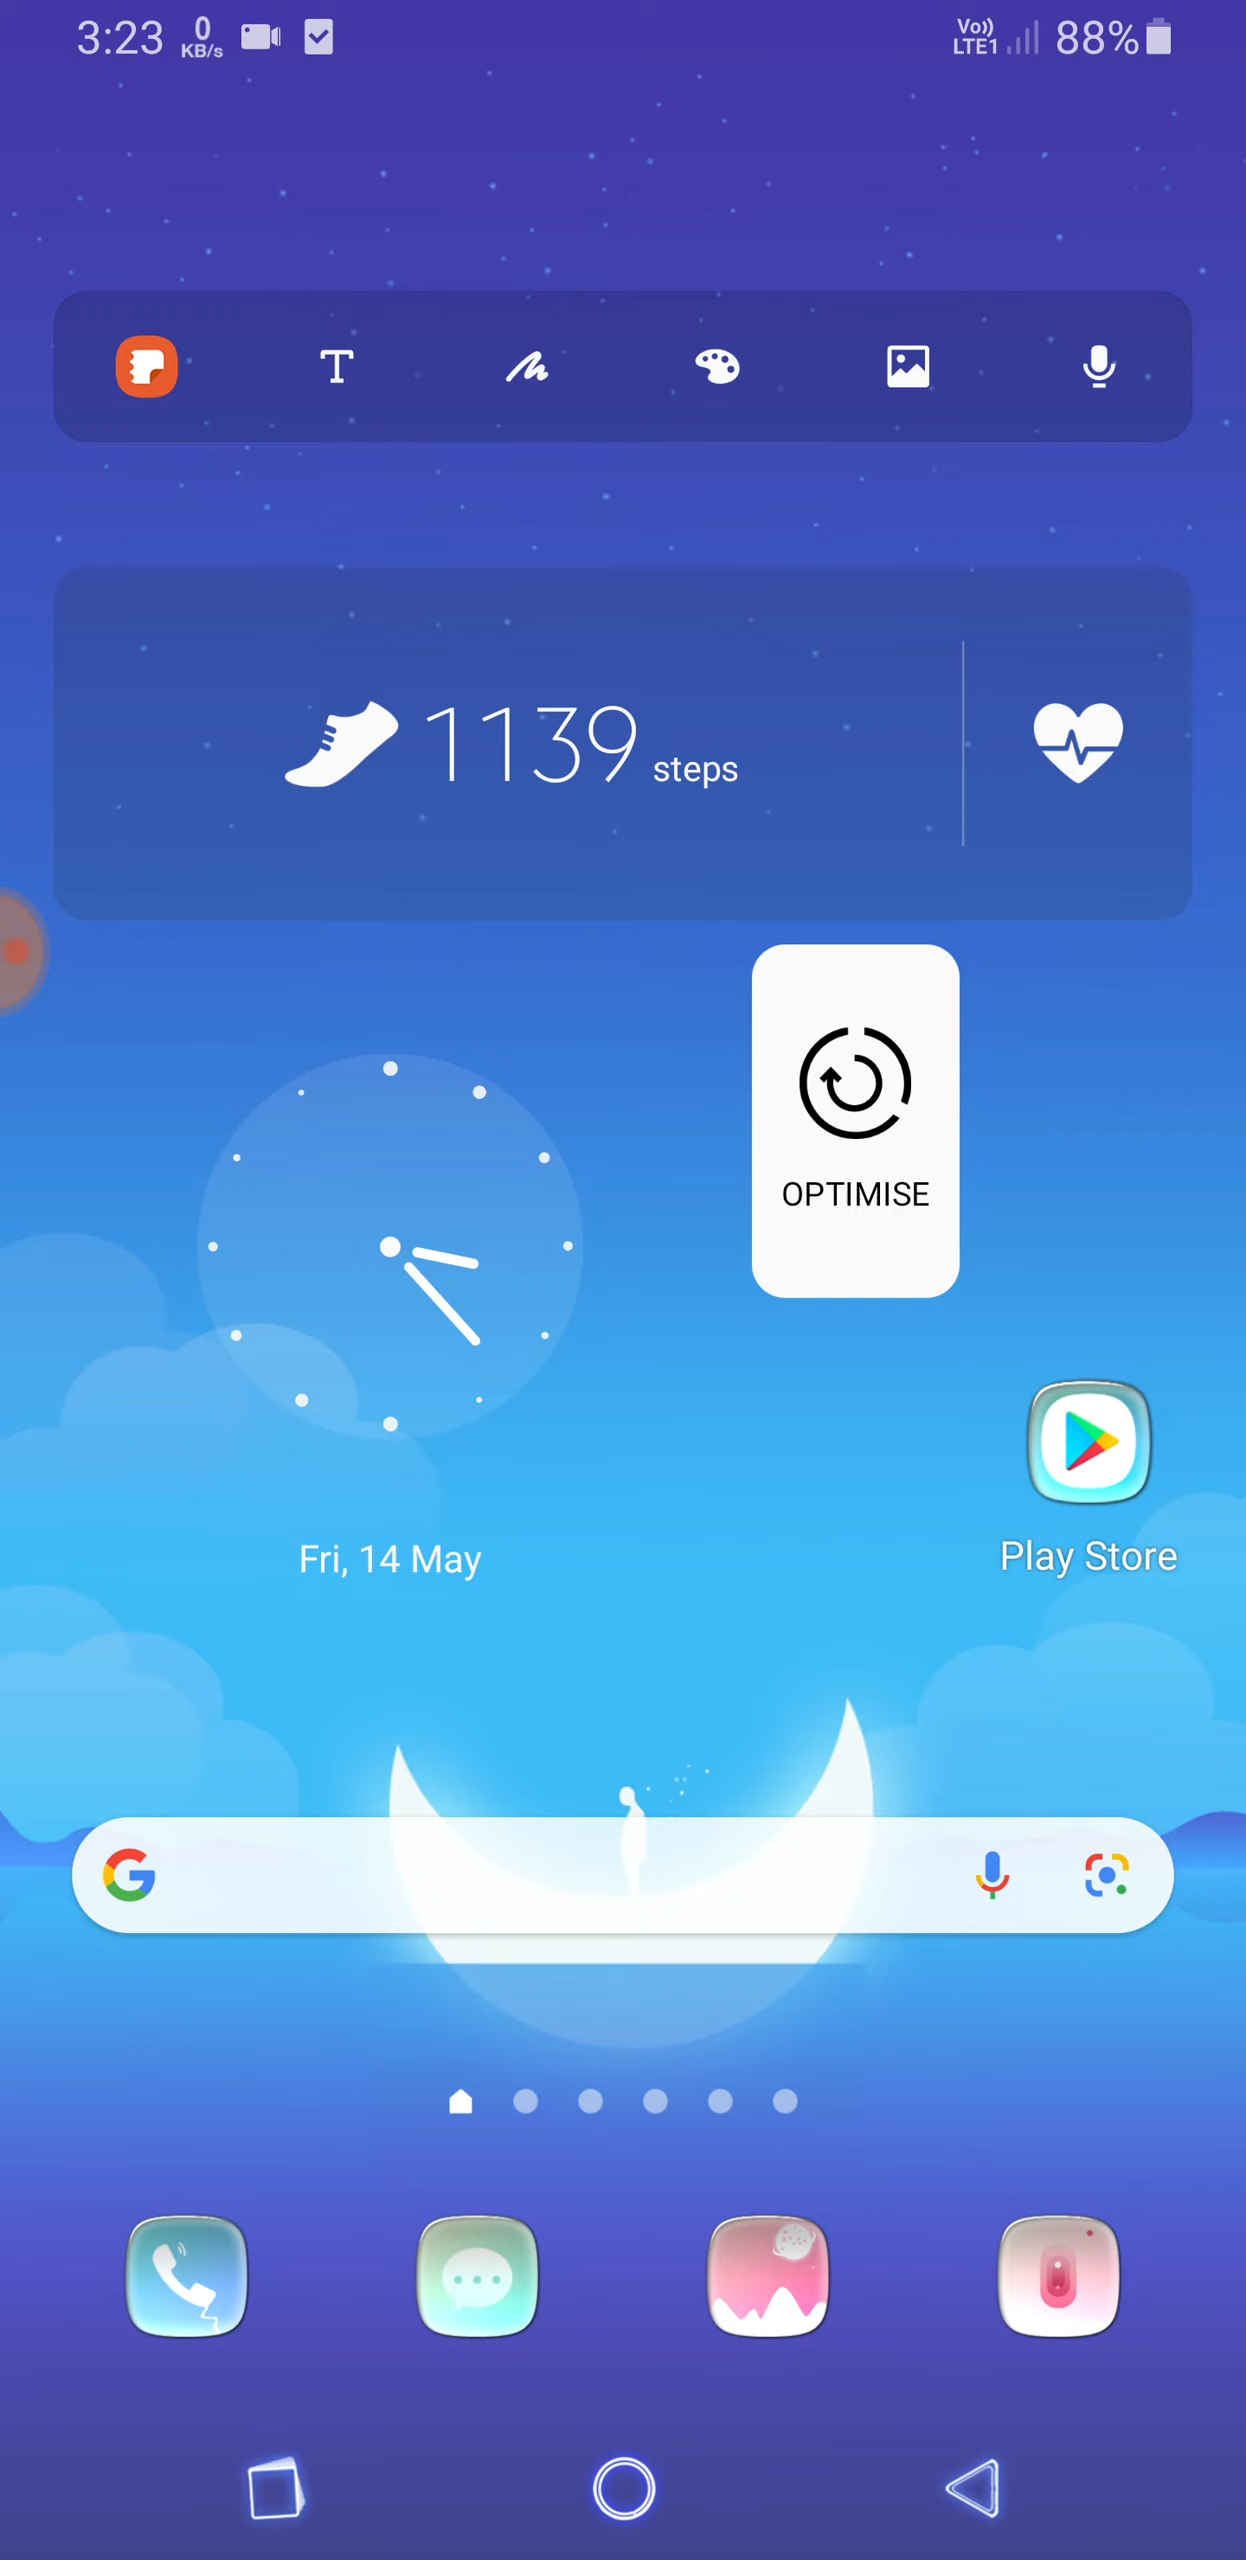 3:23 0 KB/s Vo)) LTE1 88%
T
1139 steps
OPTIMISE
Fri, 14 May
Play Store
G